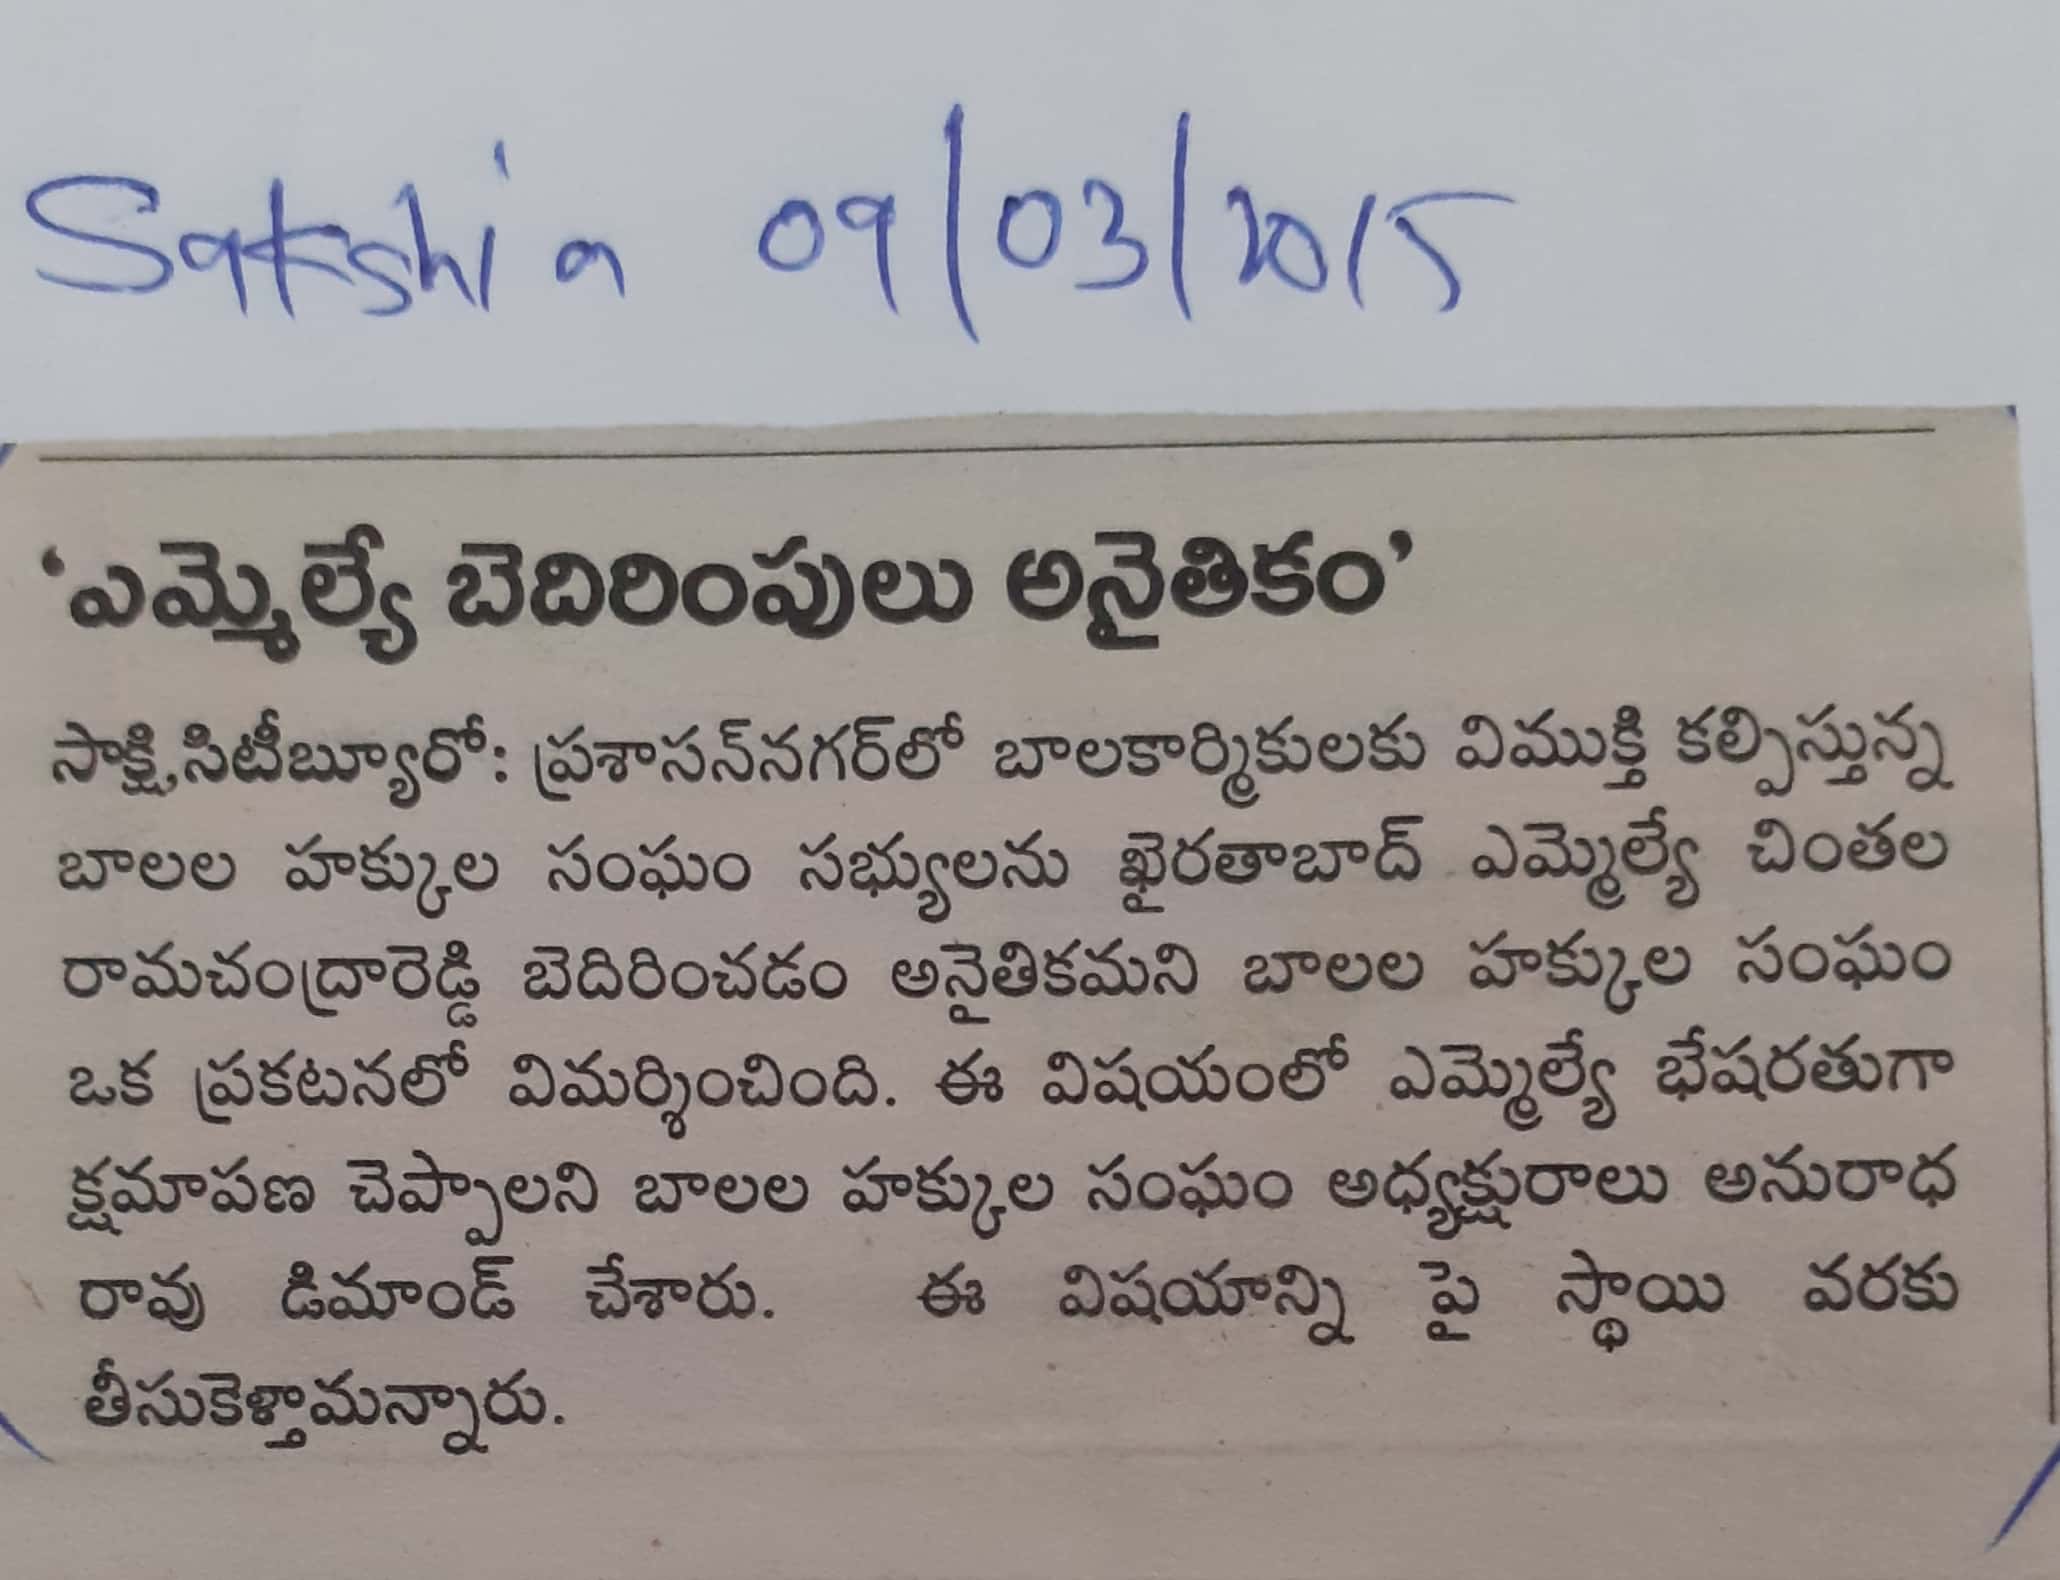 Sakshi n 09/03/2015
'ఎమ్మెల్యే బెదిరింపులు అనైతికం'
సాక్షి,సిటీబ్యూరో: ప్రశాసన్‌నగర్‌లో బాలకార్మికులకు విముక్తి కల్పిస్తున్న
బాలల హక్కుల సంఘం సభ్యులను ఖైరతాబాద్ ఎమ్మెల్యే చింతల
రామచంద్రారెడ్డి బెదిరించడం అనైతికమని బాలల హక్కుల సంఘం
ఒక ప్రకటనలో విమర్శించింది. ఈ విషయంలో ఎమ్మెల్యే భేషరతుగా
క్షమాపణ చెప్పాలని బాలల హక్కుల సంఘం అధ్యక్షురాలు అనురాధ
రావు డిమాండ్ చేశారు. ఈ విషయాన్ని పై స్థాయి వరకు
తీసుకెళ్తామన్నారు.